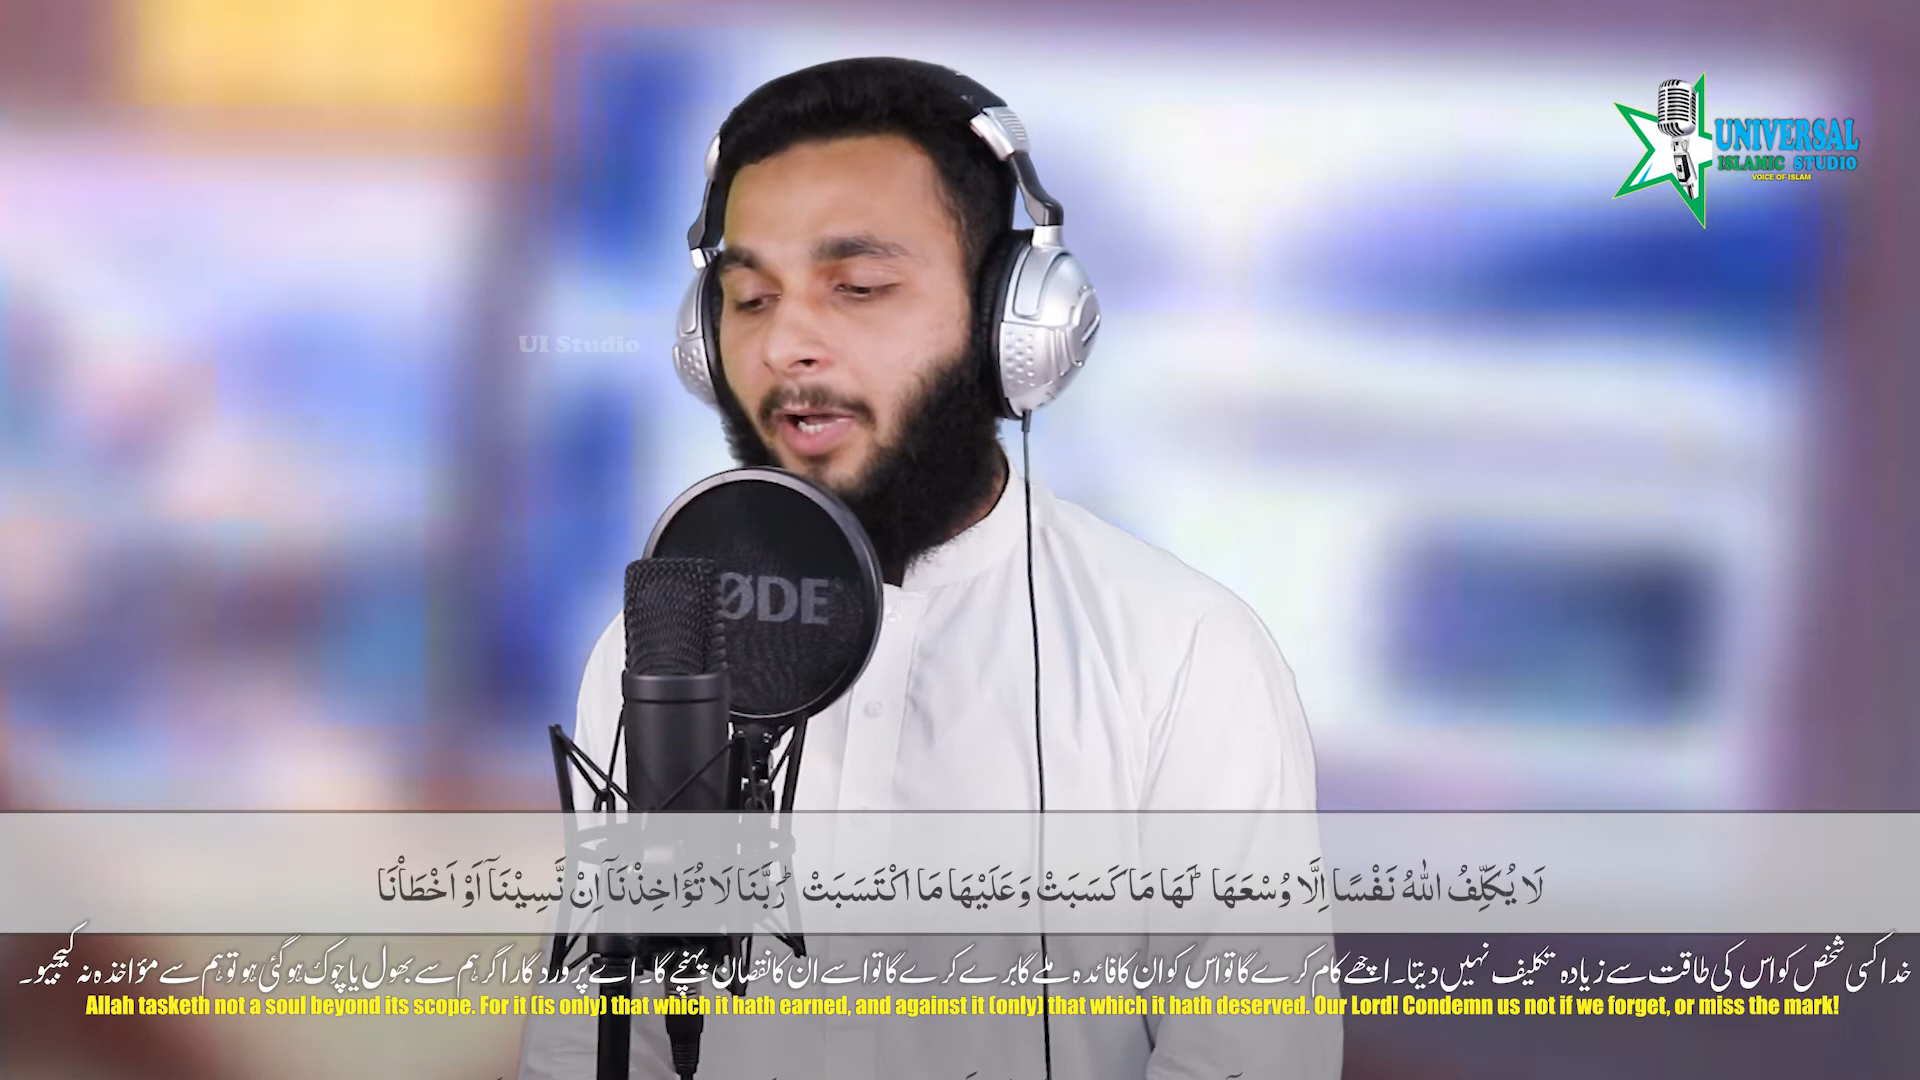 UNIVERSAL
ISLAMIC STUDIO
VOICE OF ISLAM
UI Studio
ØDE
لَا يُكَلِّفُ اللّٰهُ نَفْسًا اِلَّا وُسْعَهَا ؕ لَهَا مَا كَسَبَتْ وَعَلَيْهَا مَا اكْتَسَبَتْ ؕ رَبَّنَا لَا تُؤَاخِذْنَاۤ اِنْ نَّسِيْنَاۤ اَوْ اَخْطَاْنَا
خدا کسی شخص کو اس کی طاقت سے زیادہ تکلیف نہیں دیتا۔ اچھے کام کرے گا تو اس کو ان کا فائدہ ملے گا برے کرے گا تو اسے ان کا نقصان پہنچے گا۔ اے پروردگار اگر ہم سے بھول یا چوک ہوگئی ہو تو ہم سے مؤاخذہ نہ کیجیو۔
Allah tasketh not a soul beyond its scope. For it (is only) that which it hath earned, and against it (only) that which it hath deserved. Our Lord! Condemn us not if we forget, or miss the mark!